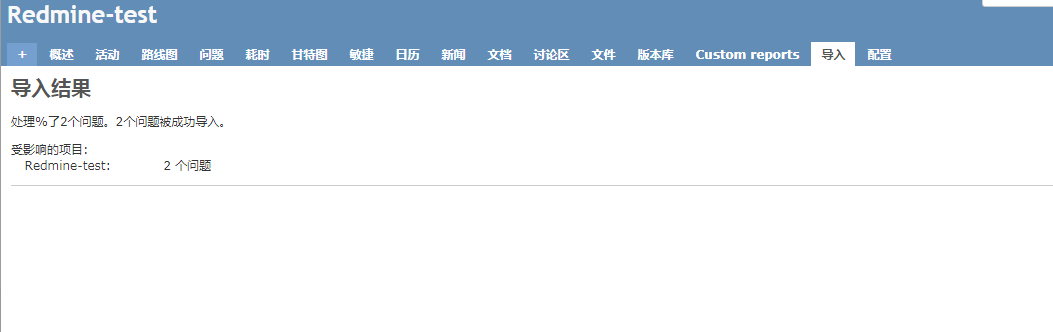 Redmine-test
+ 概述 活动 路线图 问题 耗时 甘特图 敏捷 日历 新闻 文档 讨论区 文件 版本库 Custom reports 导入 配置
导入结果
处理%了2个问题。2个问题被成功导入。
受影响的项目:
Redmine-test: 2 个问题